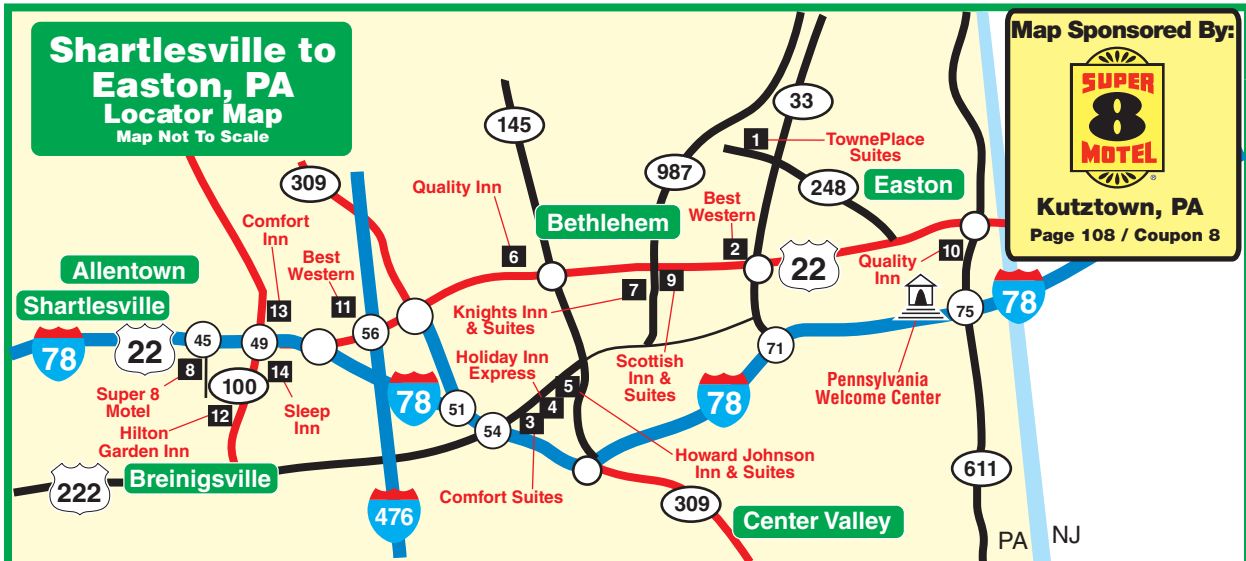 Shartlesville to
Easton, PA
Locator Map
Map Not To Scale
Map Sponsored By:
SUPER
8
MOTEL
®
Kutztown, PA
Page 108 / Coupon 8
33
145
1
TownePlace
Suites
987
309
248
Easton
Quality Inn
Best
Western
Comfort
Inn
Bethlehem
2
6
10
Quality
Inn
22
Best
Western
Allentown
Shartlesville
13
11
7
9
78
75
Knights Inn
& Suites
56
45
49
22
78
71
Holiday Inn
Express
Scottish
Inn &
Suites
8
14
100
5
Pennsylvania
Welcome Center
Super 8
Motel
78
78
51
4
12
Sleep
Inn
3
54
Hilton
Garden Inn
Howard Johnson
Inn & Suites
611
Breinigsville
222
Comfort Suites
309
476
Center Valley
PA
NJ